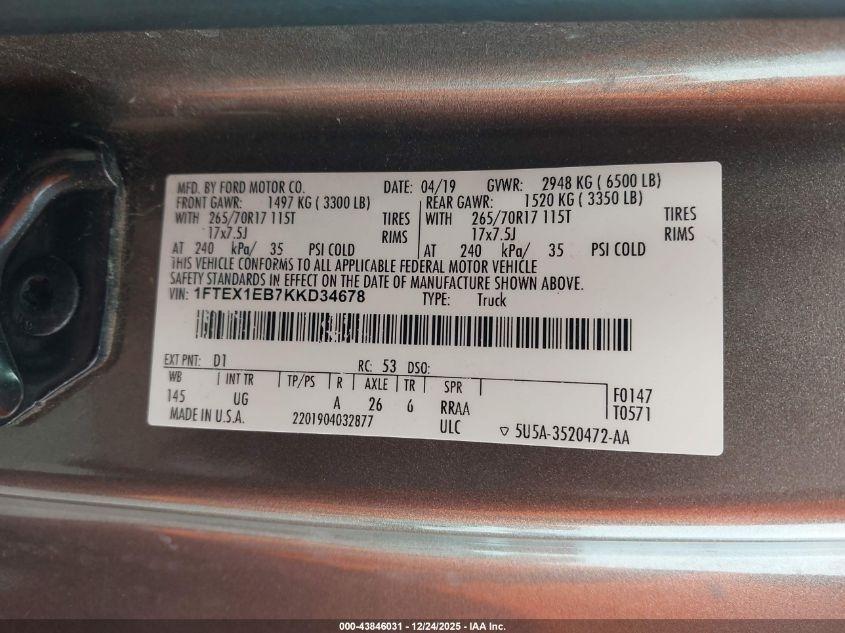 MFD. BY FORD MOTOR CO. DATE: 04/19 GVWR: 2948 KG ( 6500 LB)
FRONT GAWR: 1497 KG ( 3300 LB) REAR GAWR: 1520 KG ( 3350 LB)
WITH 265/70R17 115T TIRES WITH 265/70R17 115T TIRES
17x7.5J RIMS 17x7.5J RIMS
AT 240 kPa/ 35 PSI COLD AT 240 kPa/ 35 PSI COLD
THIS VEHICLE CONFORMS TO ALL APPLICABLE FEDERAL MOTOR VEHICLE
SAFETY STANDARDS IN EFFECT ON THE DATE OF MANUFACTURE SHOWN ABOVE.
VIN: 1FTEX1EB7KKD34678 TYPE: Truck
EXT PNT: D1 RC: 53 DSO:
WB INT TR TP/PS R AXLE TR SPR F0147
145 UG A 26 6 RRAA T0571
MADE IN U.S.A. 2201904032877 ULC ▽ 5U5A-3520472-AA
000-43846031 - 12/24/2025 - IAA Inc.